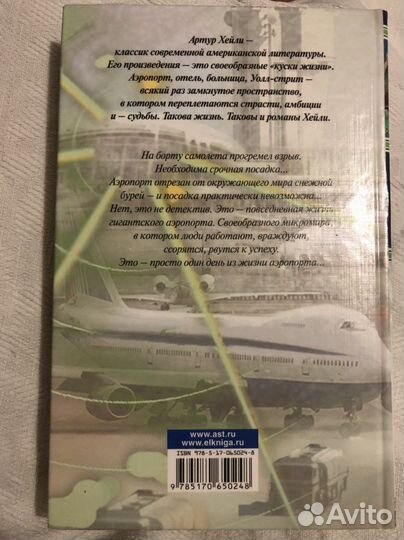 Артур Хейли –
классик современной американской литературы.
Его произведения – это своеобразные «куски жизни».
Аэропорт, отель, больница, Уолл-стрит –
всякий раз замкнутое пространство,
в котором переплетаются страсти, амбиции
и – судьбы. Такова жизнь. Таковы и романы Хейли.
На борту самолета прогремел взрыв.
Необходима срочная посадка...
Аэропорт отрезан от окружающего мира снежной
бурей – и посадка практически невозможна...
Нет, это не детектив. Это – повседневная жизнь
гигантского аэропорта. Своеобразного микромира,
в котором люди работают, враждуют,
ссорятся, рвутся к успеху.
Это – просто один день из жизни аэропорта...
www.ast.ru
www.elkniga.ru
ISBN 978-5-17-065024-8
9 785170 650248
Avito